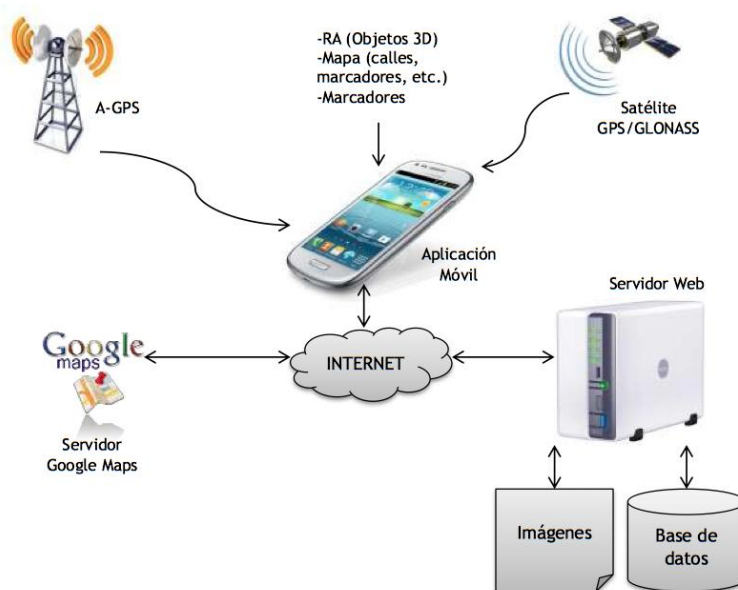 -RA (Objetos 3D)
-Mapa (calles,
marcadores, etc.)
-Marcadores
A-GPS
Satélite
GPS/GLONASS
Aplicación
Móvil
Servidor Web
Google
maps
INTERNET
Servidor
Google Maps
Imágenes
Base de
datos